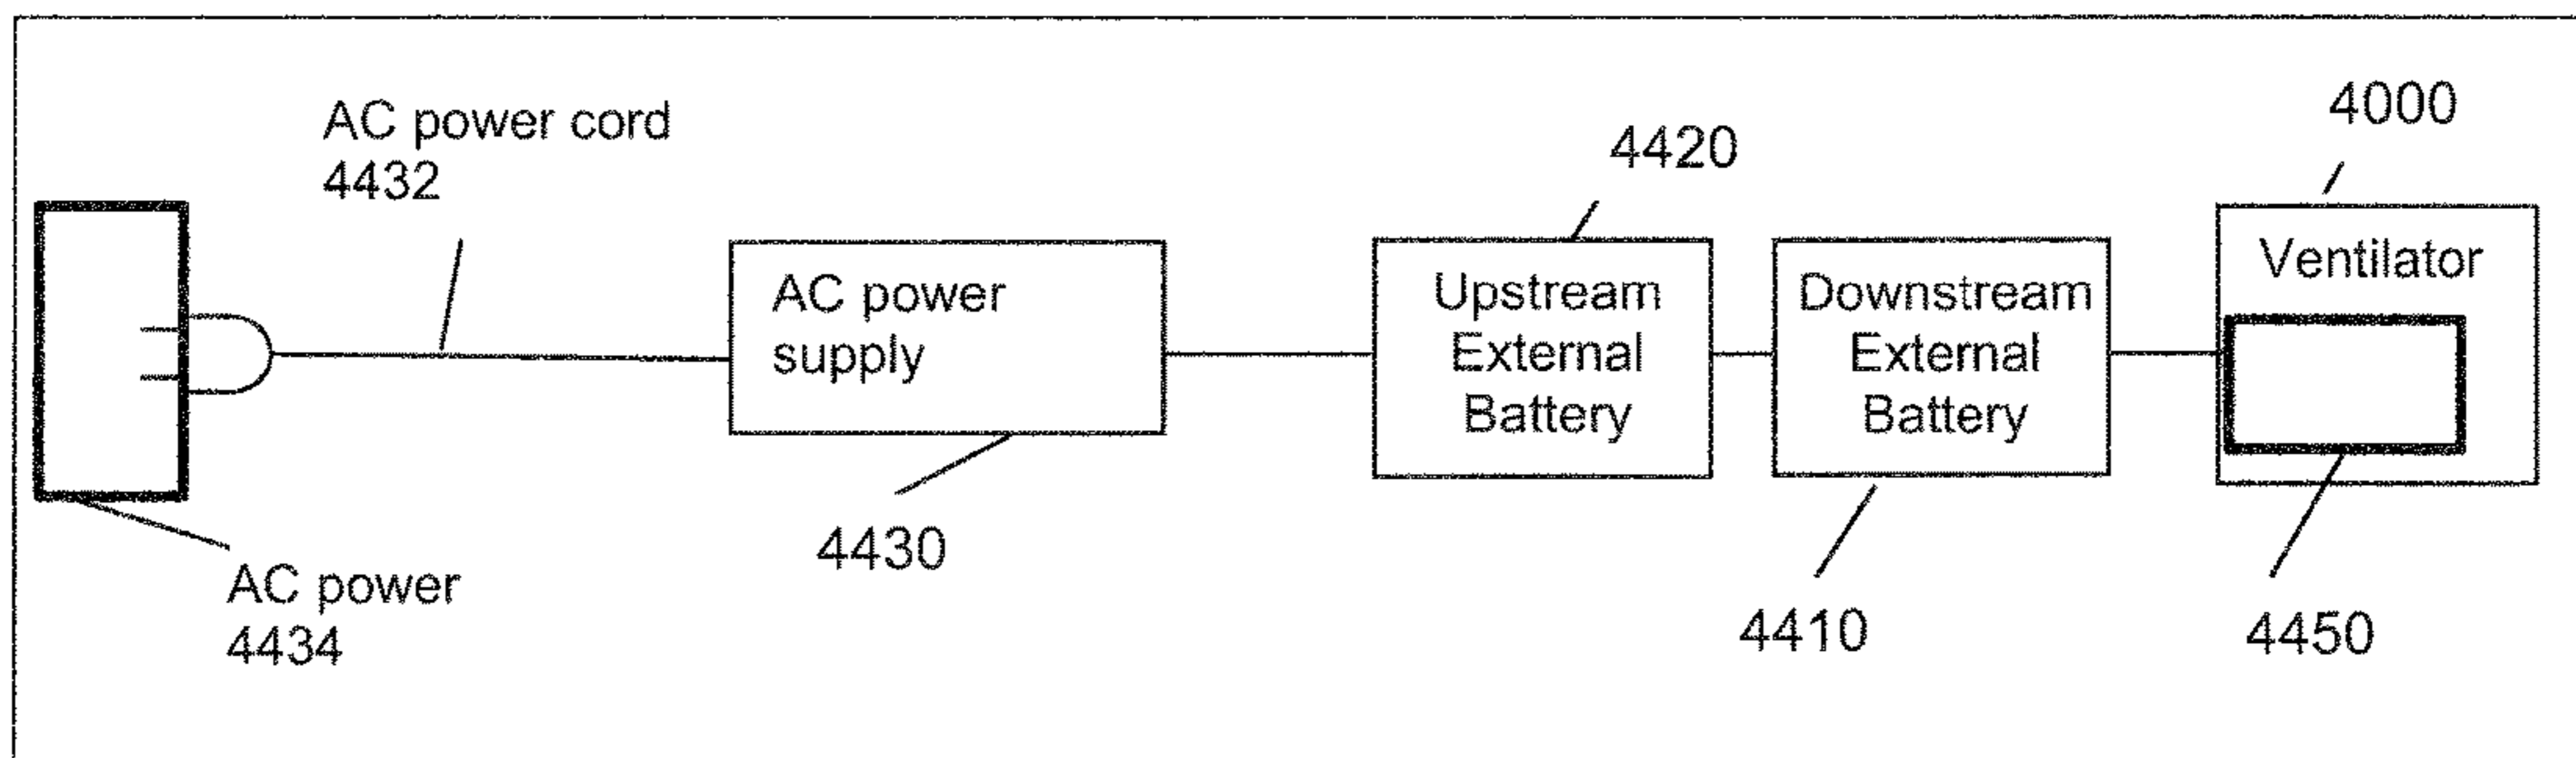 AC power cord
4432
4420
4000
AC power
supply
Upstream
External
Battery
Downstream
External
Battery
Ventilator
4430
AC power
4434
4410
4450